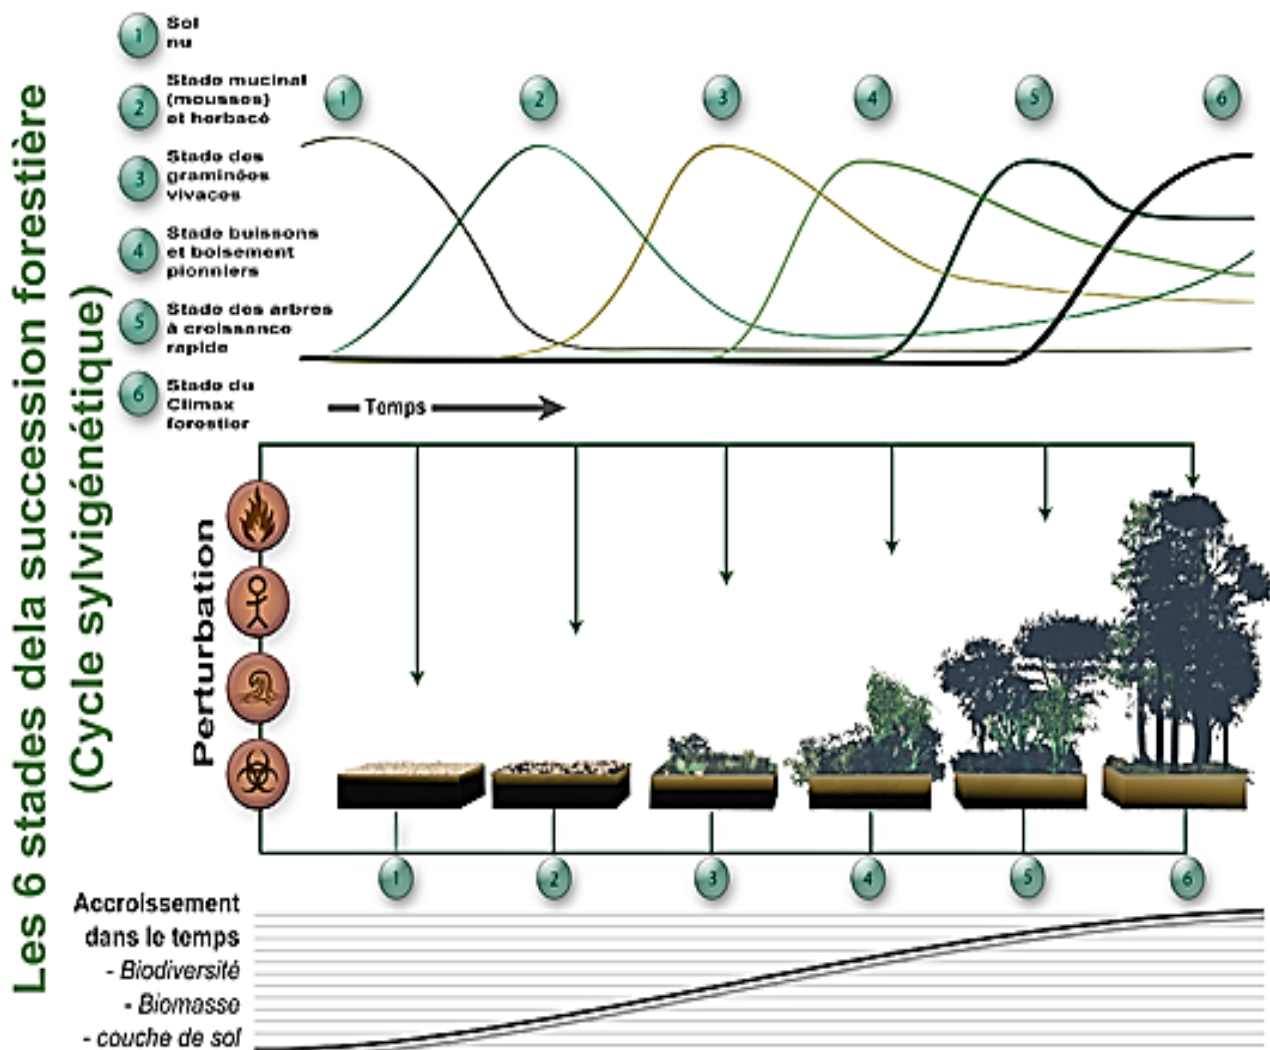 Les 6 stades dela succession forestière
(Cycle sylvigénétique)
1
Sol
nu
2
Stade mucinal
(mousses)
et herbacé
3
Stade des
graminées
vivaces
4
Stade buissons
et boisement
pionniers
5
Stade des arbres
à croissance
rapide
6
Stade du
Climax
forestier
1 2 3 4 5 6
Temps
Perturbation
1 2 3 4 5 6
Accroissement
dans le temps
- Biodiversité
- Biomasse
- couche de sol